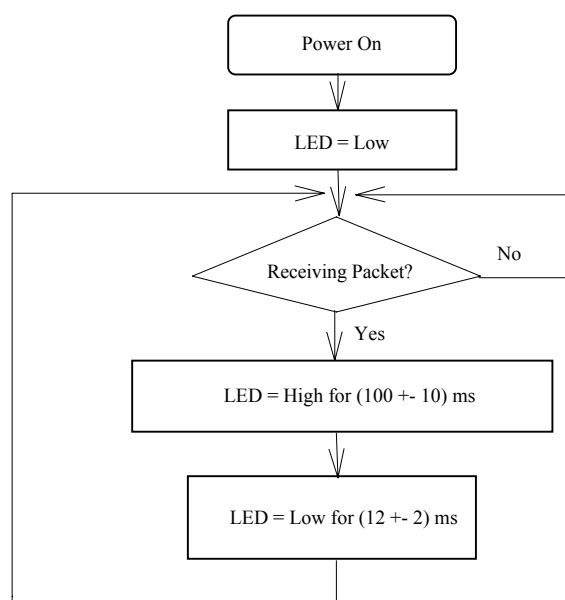 Power On
LED = Low
Receiving Packet?
No
Yes
LED = High for (100 +- 10) ms
LED = Low for (12 +- 2) ms